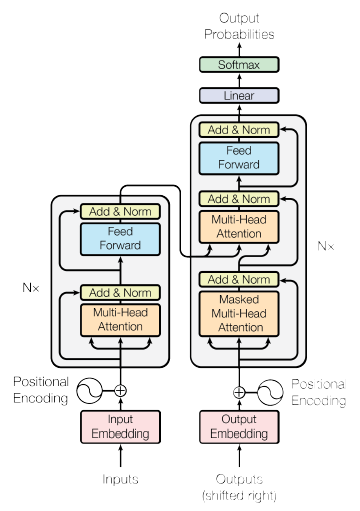 Output
Probabilities
Softmax
Linear
Add & Norm
Feed
Forward
Add & Norm
Multi-Head
Attention
Nx
Add & Norm
Masked
Multi-Head
Attention
Add & Norm
Feed
Forward
Nx
Add & Norm
Multi-Head
Attention
Positional
Encoding
Positional
Encoding
Input
Embedding
Output
Embedding
Inputs
Outputs
(shifted right)